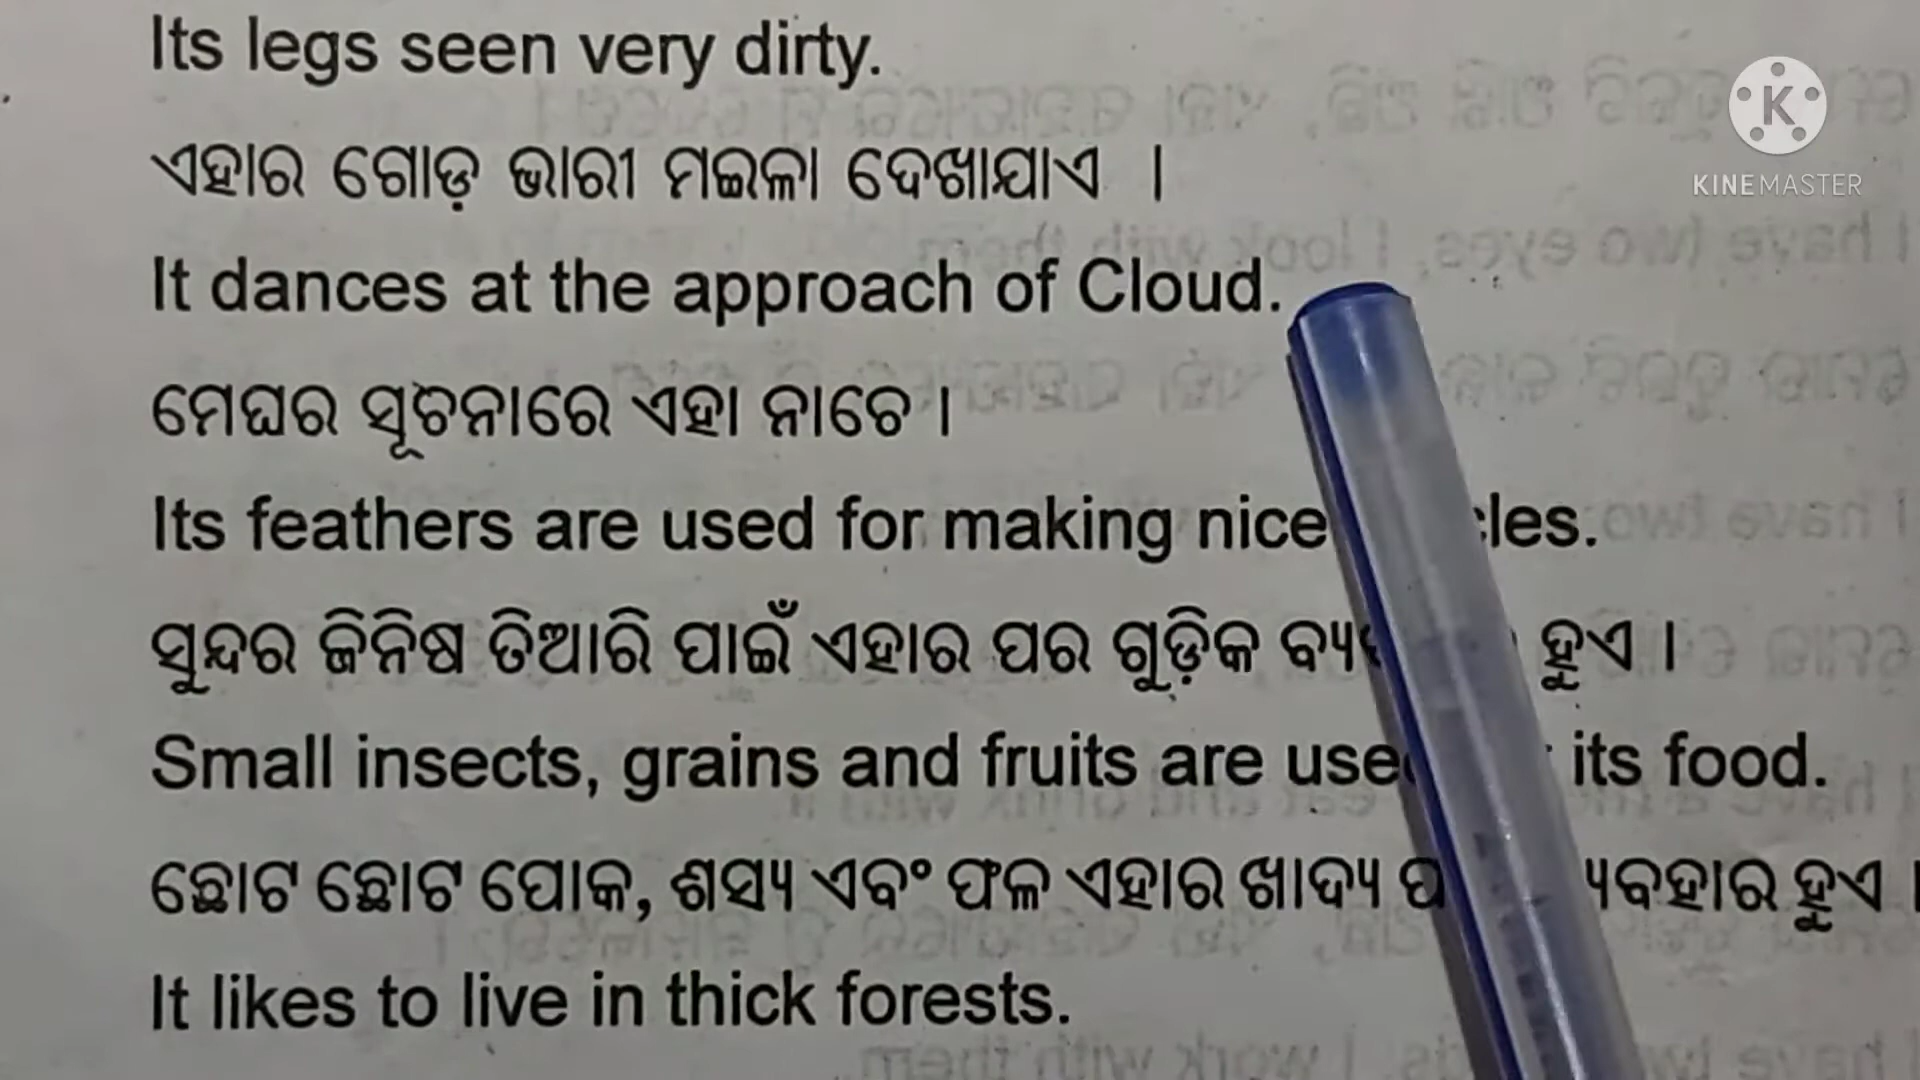 Its legs seen very dirty.
ଏହାର ଗୋଡ଼ ଭାରୀ ମଇଳା ଦେଖାଯାଏ ।
It dances at the approach of Cloud.
ମେଘର ସୂଚନାରେ ଏହା ନାଚେ ।
Its feathers are used for making nice
ସୁନ୍ଦର ଜିନିଷ ତିଆରି ପାଇଁ ଏହାର ପର ଗୁଡ଼ିକ ହୁଏ ।
Small insects, grains and fruits are its food.
ଛୋଟ ଛୋଟ ପୋକ, ଶସ୍ୟ ଏବଂ ଫଳ ଏହାର ଖାଦ୍ୟ ହୁଏ ।
It likes to live in thick forests.
KINEMASTER